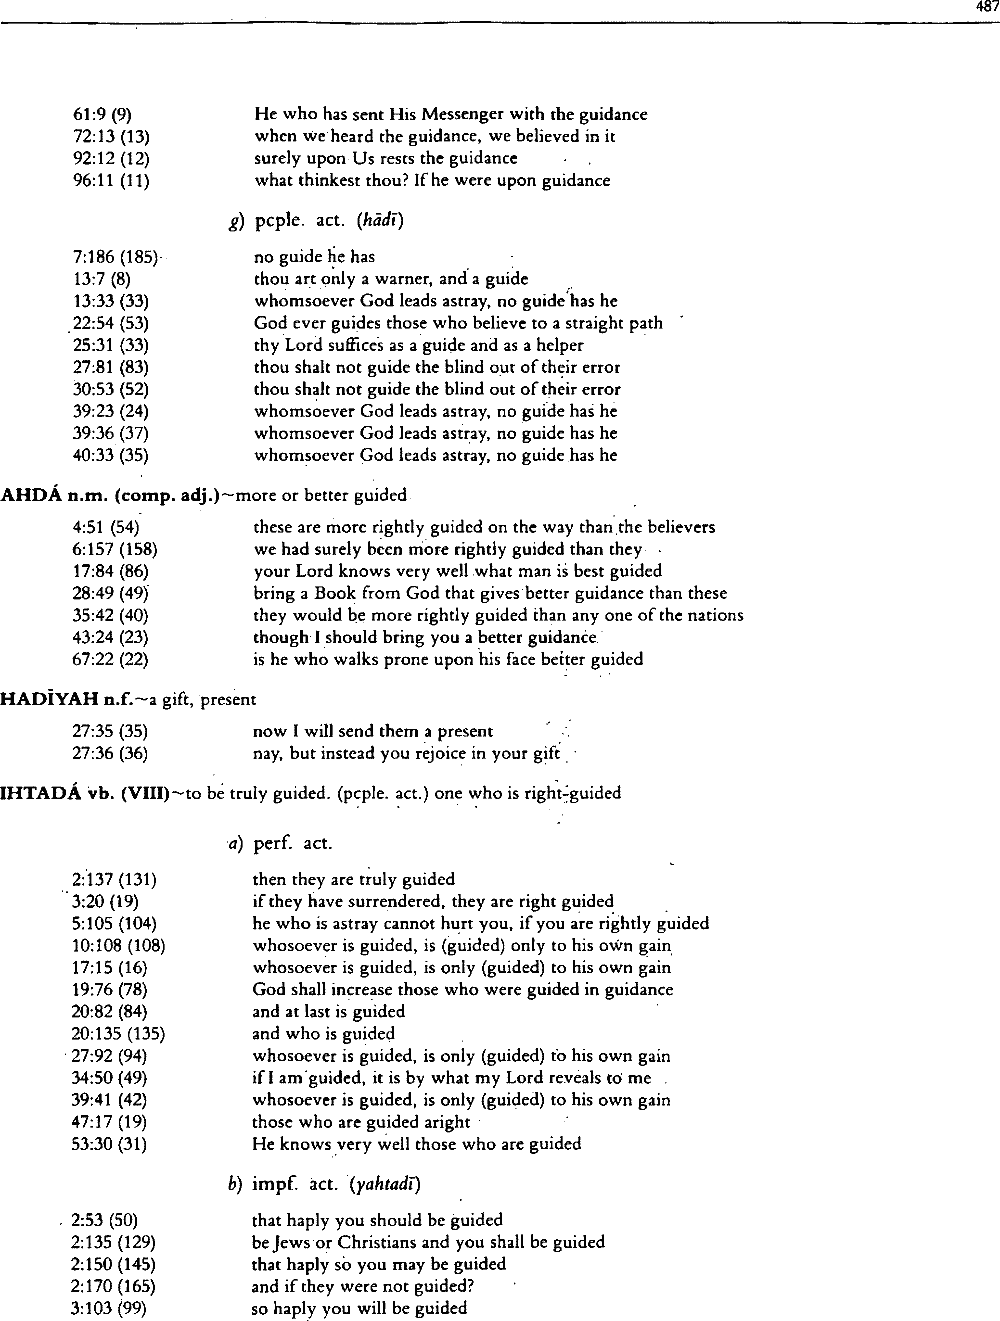 487
61:9 (9) He who has sent His Messenger with the guidance
72:13 (13) when we heard the guidance, we believed in it
92:12 (12) surely upon Us rests the guidance
96:11 (11) what thinkest thou? If he were upon guidance
g) pcple. act. (hādī)
7:186 (185) no guide he has
13:7 (8) thou art only a warner, and a guide
13:33 (33) whomsoever God leads astray, no guide has he
22:54 (53) God ever guides those who believe to a straight path
25:31 (33) thy Lord suffices as a guide and as a helper
27:81 (83) thou shalt not guide the blind out of their error
30:53 (52) thou shalt not guide the blind out of their error
39:23 (24) whomsoever God leads astray, no guide has he
39:36 (37) whomsoever God leads astray, no guide has he
40:33 (35) whomsoever God leads astray, no guide has he
AHDÁ n.m. (comp. adj.)~more or better guided
4:51 (54) these are more rightly guided on the way than the believers
6:157 (158) we had surely been more rightly guided than they
17:84 (86) your Lord knows very well what man is best guided
28:49 (49) bring a Book from God that gives better guidance than these
35:42 (40) they would be more rightly guided than any one of the nations
43:24 (23) though I should bring you a better guidance
67:22 (22) is he who walks prone upon his face better guided
HADĪYAH n.f.~a gift, present
27:35 (35) now I will send them a present
27:36 (36) nay, but instead you rejoice in your gift
IHTADÁ vb. (VIII)~to be truly guided. (pcple. act.) one who is right-guided
a) perf. act.
2:137 (131) then they are truly guided
3:20 (19) if they have surrendered, they are right guided
5:105 (104) he who is astray cannot hurt you, if you are rightly guided
10:108 (108) whosoever is guided, is (guided) only to his own gain
17:15 (16) whosoever is guided, is only (guided) to his own gain
19:76 (78) God shall increase those who were guided in guidance
20:82 (84) and at last is guided
20:135 (135) and who is guided
27:92 (94) whosoever is guided, is only (guided) to his own gain
34:50 (49) if I am guided, it is by what my Lord reveals to me
39:41 (42) whosoever is guided, is only (guided) to his own gain
47:17 (19) those who are guided aright
53:30 (31) He knows very well those who are guided
b) impf. act. (yahtadī)
2:53 (50) that haply you should be guided
2:135 (129) be Jews or Christians and you shall be guided
2:150 (145) that haply so you may be guided
2:170 (165) and if they were not guided?
3:103 (99) so haply you will be guided